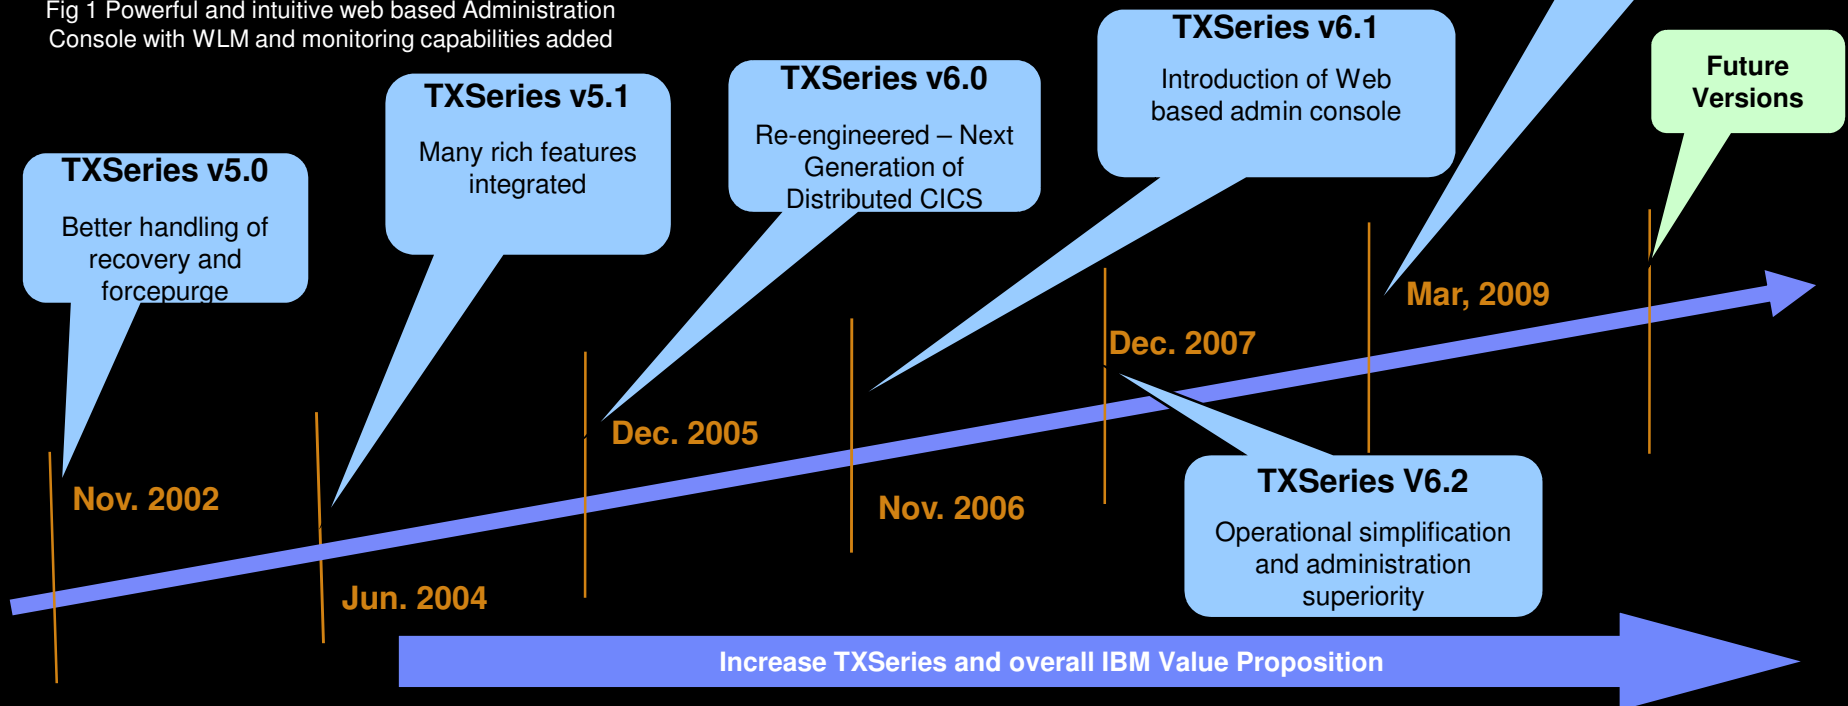 Fig 1 Powerful and intuitive web based Administration
Console with WLM and monitoring capabilities added
TXSeries v5.0
Better handling of
recovery and
forcepurge
Nov. 2002
TXSeries v5.1
Many rich features
integrated
Jun. 2004
TXSeries v6.0
Re-engineered – Next
Generation of
Distributed CICS
Dec. 2005
TXSeries v6.1
Introduction of Web
based admin console
Nov. 2006
Dec. 2007
TXSeries V6.2
Operational simplification
and administration
superiority
Mar, 2009
Future
Versions
Increase TXSeries and overall IBM Value Proposition